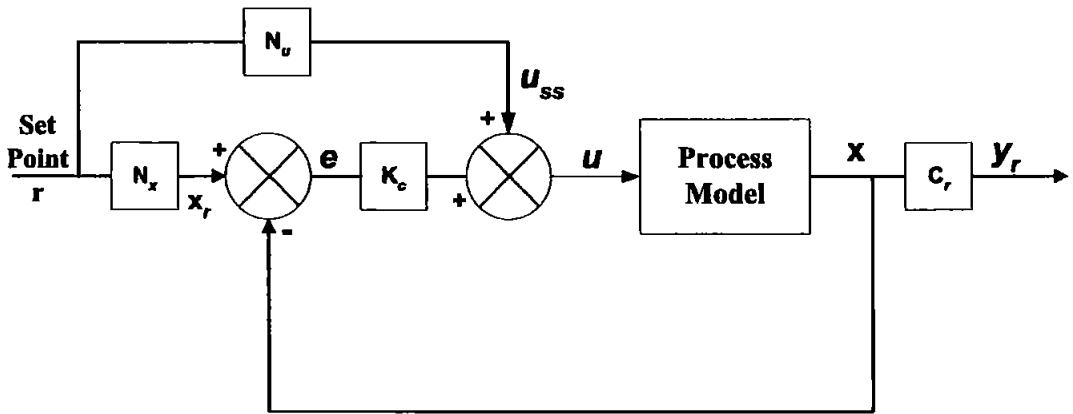 N_u
u_ss
Set
Point
r
N_x
x_r
+
-
e
K_c
+
+
u
Process
Model
x
C_r
y_r